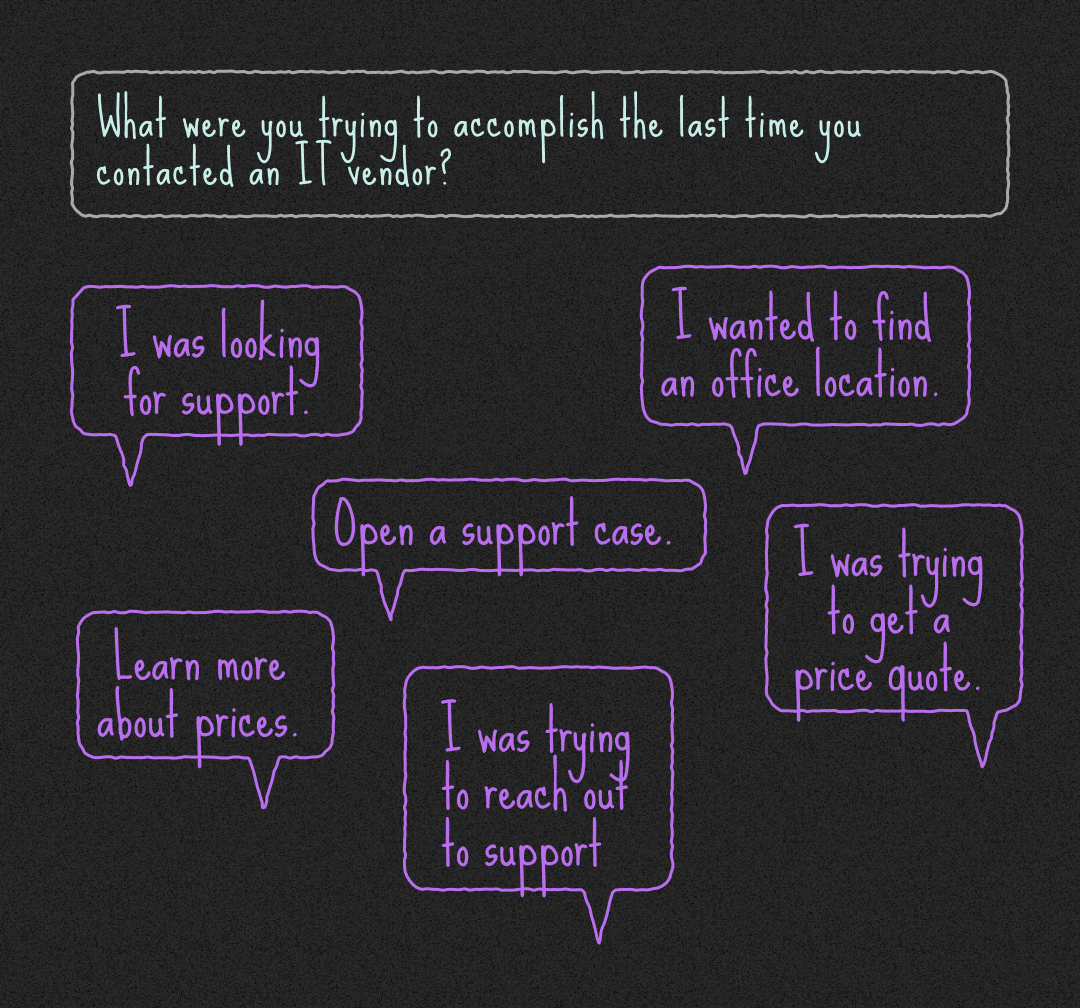 What were you trying to accomplish the last time you
contacted an IT vendor?
I was looking
for support.
I wanted to find
an office location.
Open a support case.
I was trying
to get a
price quote.
Learn more
about prices.
I was trying
to reach out
to support